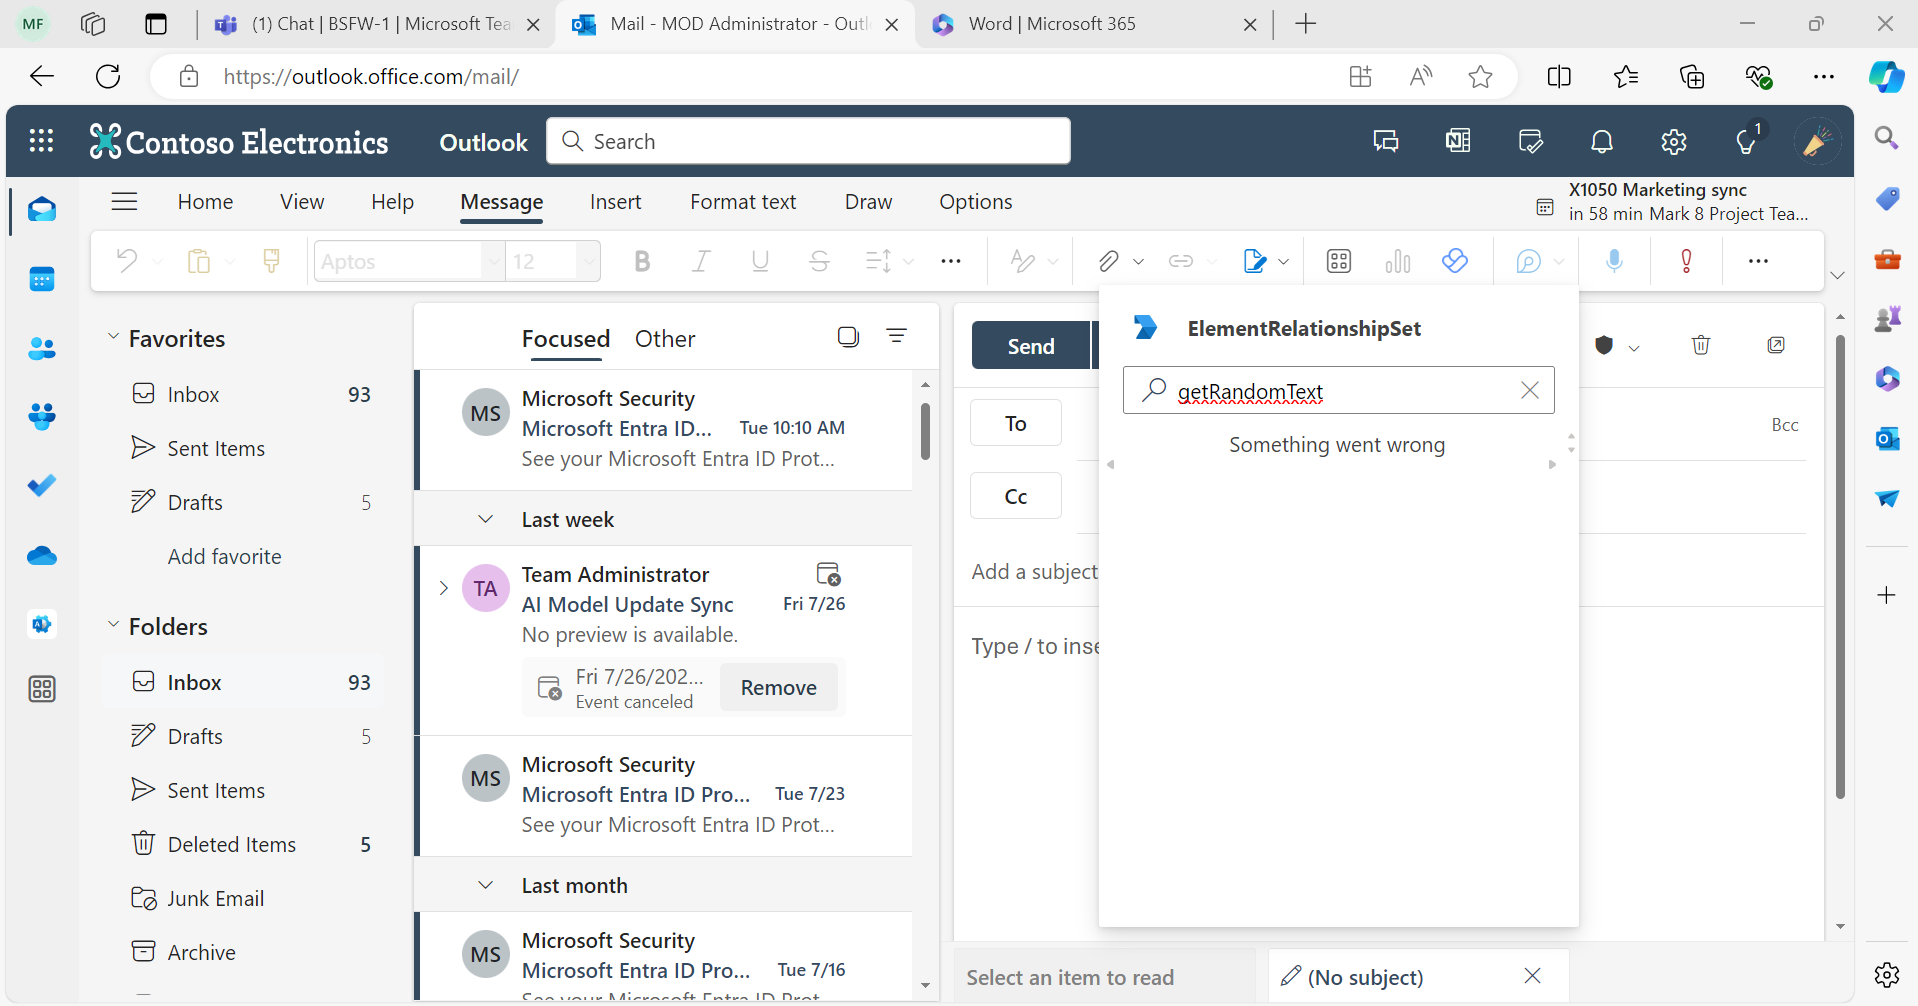 MF
(1) Chat | BSFW-1 | Microsoft Tea
Mail - MOD Administrator - Outl
Word | Microsoft 365
https://outlook.office.com/mail/
Contoso Electronics
Outlook
Search
1
Home
View
Help
Message
Insert
Format text
Draw
Options
X1050 Marketing sync
in 58 min Mark 8 Project Tea...
Aptos
12
Favorites
Inbox 93
Sent Items
Drafts 5
Add favorite
Folders
Inbox 93
Drafts 5
Sent Items
Deleted Items 5
Junk Email
Archive
Focused Other
MS
Microsoft Security
Microsoft Entra ID... Tue 10:10 AM
See your Microsoft Entra ID Prot...
Last week
TA
Team Administrator
AI Model Update Sync Fri 7/26
No preview is available.
Fri 7/26/202...
Event canceled
Remove
MS
Microsoft Security
Microsoft Entra ID Pro... Tue 7/23
See your Microsoft Entra ID Prot...
Last month
MS
Microsoft Security
Microsoft Entra ID Pro... Tue 7/16
See your Microsoft Entra ID Prot...
Send
To
Bcc
Cc
Add a subject
Type / to inse
ElementRelationshipSet
getRandomText
Something went wrong
Select an item to read
(No subject)